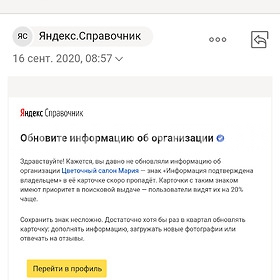 ЯС Яндекс.Справочник
16 сент. 2020, 08:57
Яндекс Справочник
Обновите информацию об организации
Здравствуйте! Кажется, вы давно не обновляли информацию об
организации Цветочный салон Мария — знак «Информация подтверждена
владельцем» в её карточке скоро пропадёт. Карточки с таким знаком
имеют приоритет в поисковой выдаче — пользователи видят их на 20%
чаще.
Сохранить знак несложно. Достаточно хотя бы раз в квартал обновлять
карточку: дополнять информацию, загружать новые фотографии или
отвечать на отзывы.
Перейти в профиль